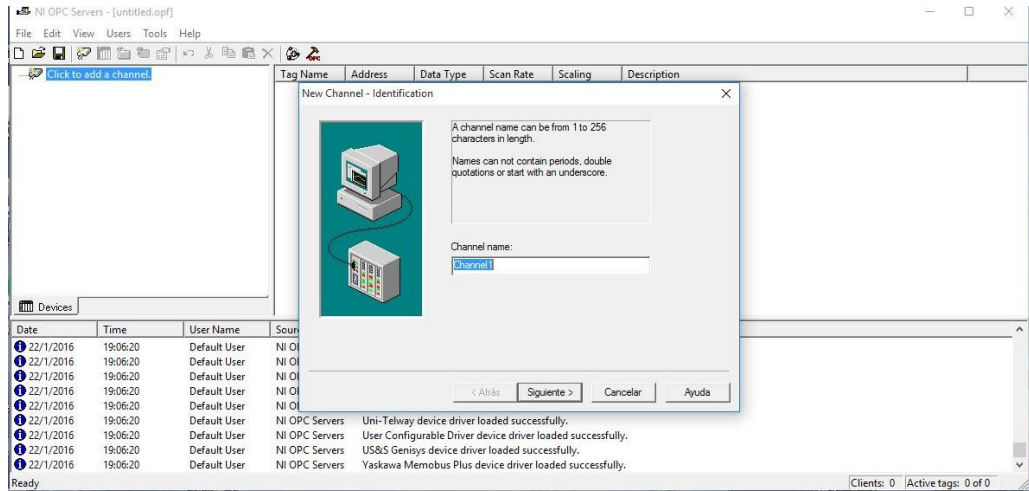 NI OPC Servers - [untitled.opf]
File Edit View Users Tools Help
Click to add a channel.
Tag Name Address Data Type Scan Rate Scaling Description
New Channel - Identification
A channel name can be from 1 to 256
characters in length.
Names can not contain periods, double
quotations or start with an underscore.
Channel name:
Channel1
< Atrás Siguiente > Cancelar Ayuda
Devices
Date Time User Name Sour
22/1/2016 19:06:20 Default User NI O
22/1/2016 19:06:20 Default User NI O
22/1/2016 19:06:20 Default User NI O
22/1/2016 19:06:20 Default User NI O
22/1/2016 19:06:20 Default User NI O
22/1/2016 19:06:20 Default User NI OPC Servers Uni-Telway device driver loaded successfully.
22/1/2016 19:06:20 Default User NI OPC Servers User Configurable Driver device driver loaded successfully.
22/1/2016 19:06:20 Default User NI OPC Servers US&S Genisys device driver loaded successfully.
22/1/2016 19:06:20 Default User NI OPC Servers Yaskawa Memobus Plus device driver loaded successfully.
Ready Clients: 0 Active tags: 0 of 0